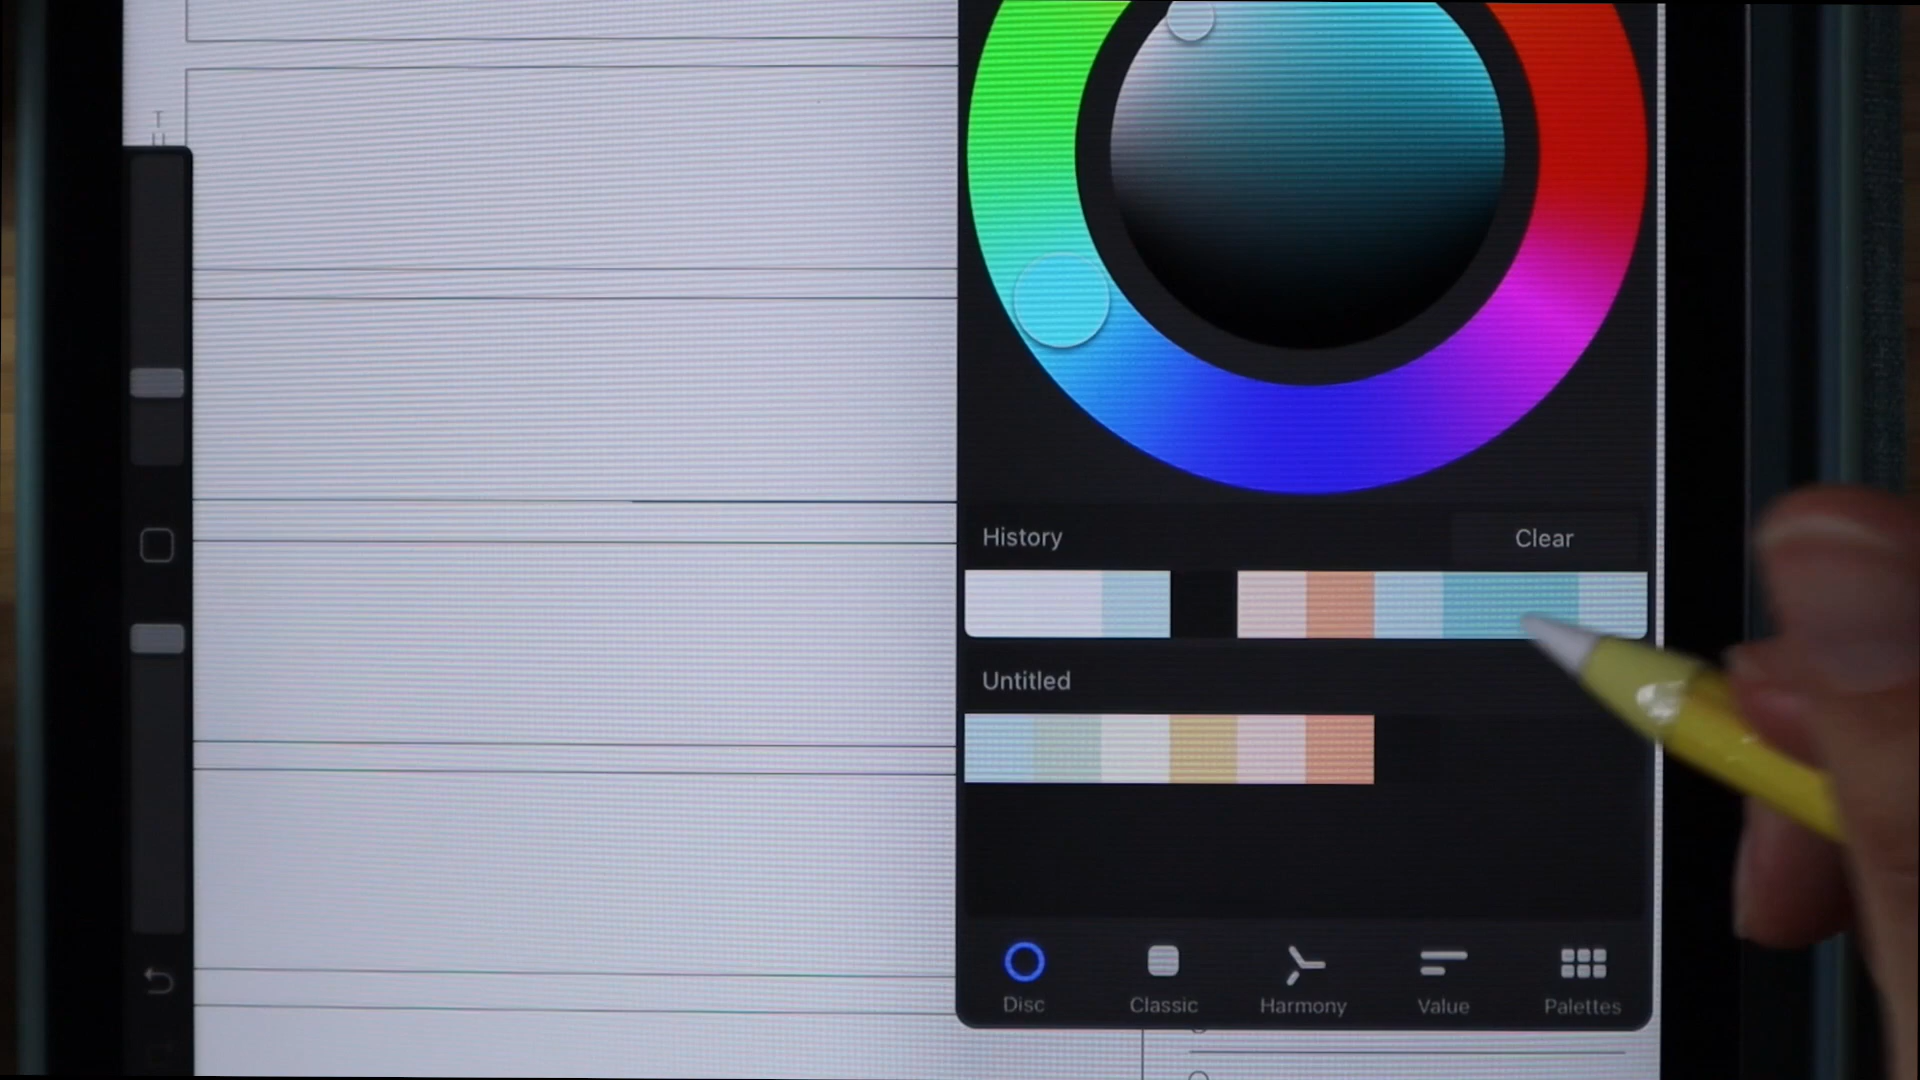 T
H
History
Clear
Untitled
Disc
Classic
Harmony
Value
Palettes